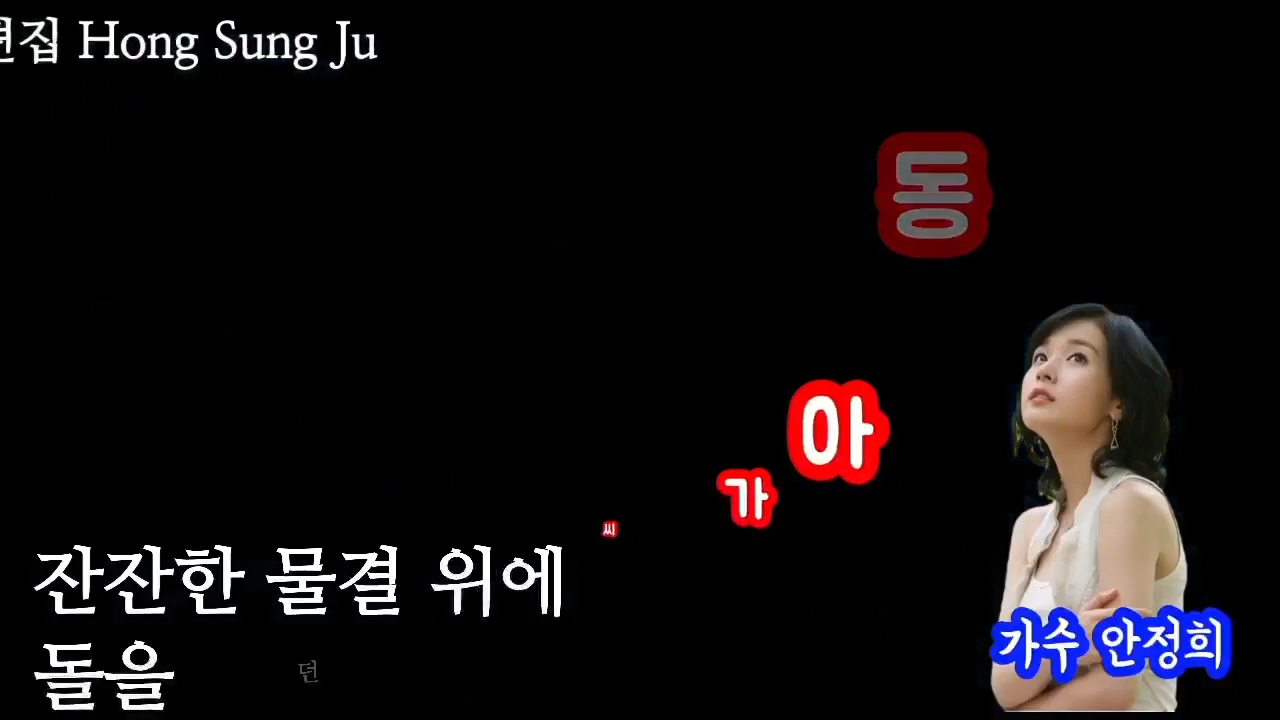 편집 Hong Sung Ju
동
아
가
씨
잔잔한 물결 위에
돌을 던
가수 안정희